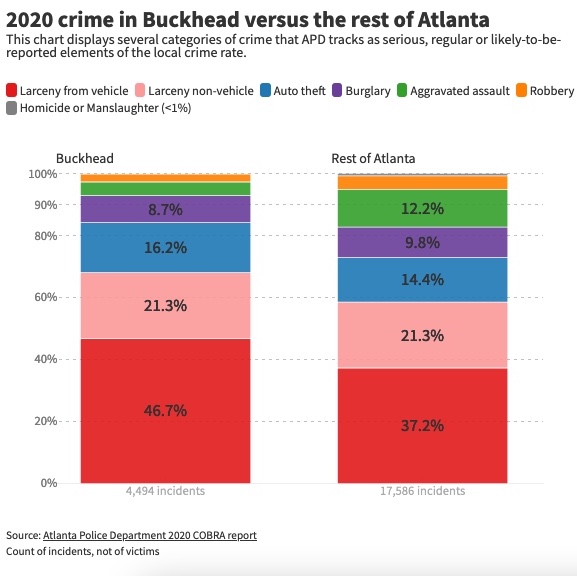 2020 crime in Buckhead versus the rest of Atlanta
This chart displays several categories of crime that APD tracks as serious, regular or likely-to-be-
reported elements of the local crime rate.
Larceny from vehicle Larceny non-vehicle Auto theft Burglary Aggravated assault Robbery
Homicide or Manslaughter (<1%)
Buckhead Rest of Atlanta
100%
90%
8.7% 12.2%
80%
9.8%
16.2% 14.4%
60%
21.3% 21.3%
40%
46.7% 37.2%
20%
0%
4,494 incidents 17,586 incidents
Source: Atlanta Police Department 2020 COBRA report
Count of incidents, not of victims